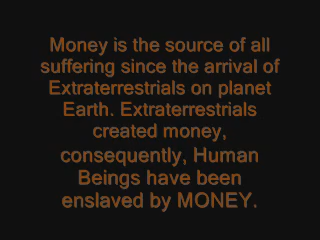 Money is the source of all
suffering since the arrival of
Extraterrestrials on planet
Earth. Extraterrestrials
created money,
consequently, Human
Beings have been
enslaved by MONEY.